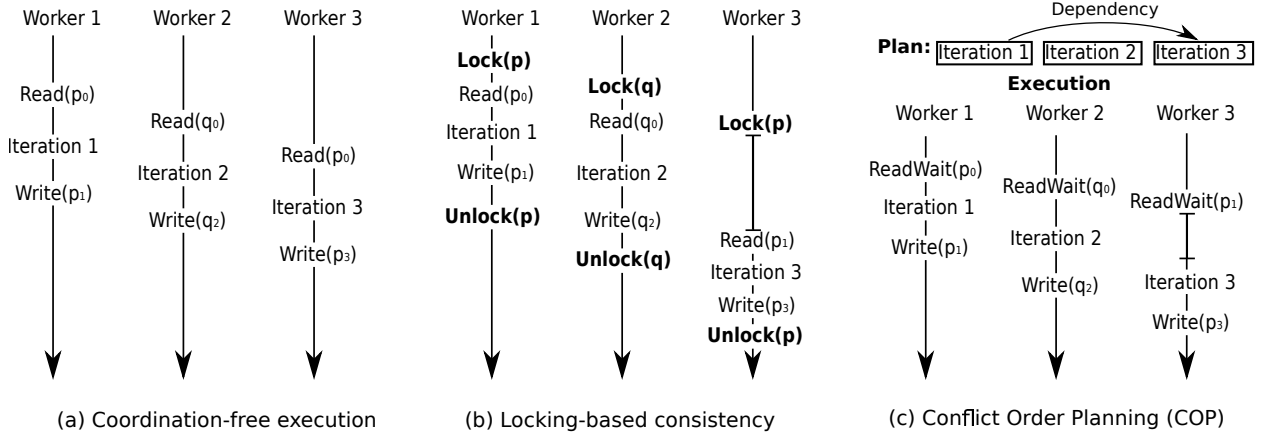 Worker 1
Worker 2
Worker 3
Read(p₀)
Read(q₀)
Iteration 1
Read(p₀)
Iteration 2
Write(p₁)
Iteration 3
Write(q₂)
Write(p₃)
(a) Coordination-free execution
Worker 1
Worker 2
Worker 3
Lock(p)
Lock(q)
Read(p₀)
Read(q₀)
Lock(p)
Iteration 1
Write(p₁)
Iteration 2
Unlock(p)
Write(q₂)
Read(p₁)
Unlock(q)
Iteration 3
Write(p₃)
Unlock(p)
(b) Locking-based consistency
Dependency
Plan: Iteration 1 Iteration 2 Iteration 3
Execution
Worker 1
Worker 2
Worker 3
ReadWait(p₀)
ReadWait(q₀)
ReadWait(p₁)
Iteration 1
Iteration 2
Write(p₁)
Iteration 3
Write(q₂)
Write(p₃)
(c) Conflict Order Planning (COP)